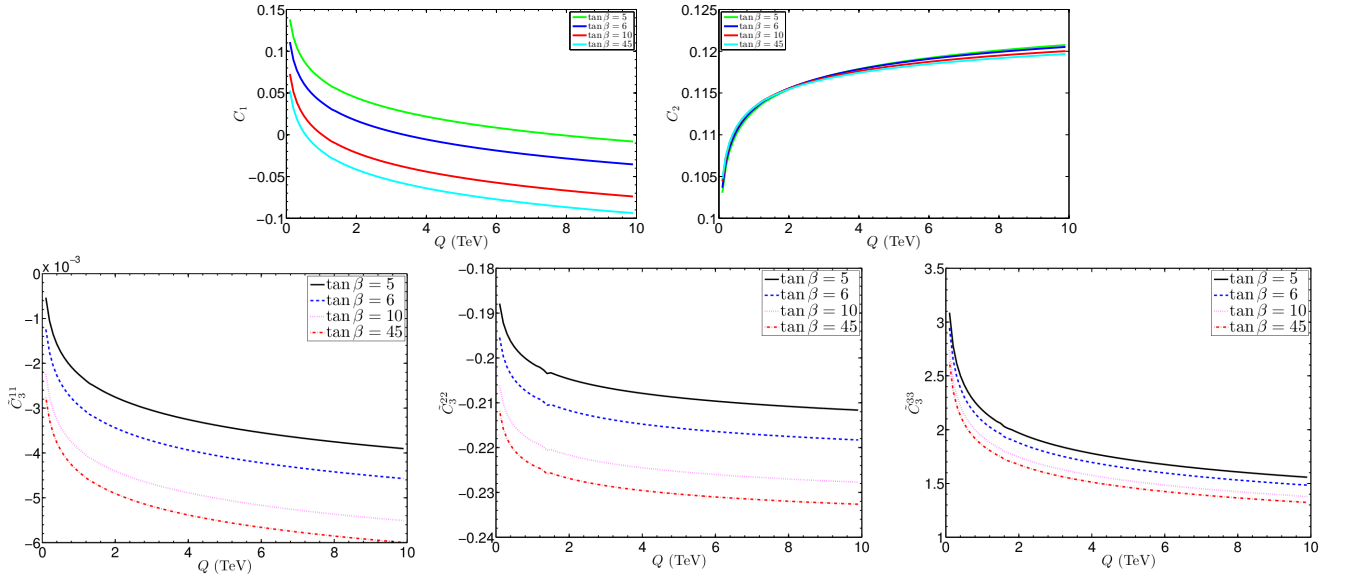 0.15
0.1
0.05
0
−0.05
−0.1
C₁
0 2 4 6 8 10
Q (TeV)
tan β = 5
tan β = 6
tan β = 10
tan β = 45
0.125
0.12
0.115
0.11
0.105
0.1
C₂
0 2 4 6 8 10
Q (TeV)
tan β = 5
tan β = 6
tan β = 10
tan β = 45
x 10⁻³
0
−1
−2
−3
−4
−5
−6
C̃₃¹¹
0 2 4 6 8 10
Q (TeV)
tan β = 5
tan β = 6
tan β = 10
tan β = 45
−0.18
−0.19
−0.2
−0.21
−0.22
−0.23
−0.24
C̃₃²²
0 2 4 6 8 10
Q (TeV)
tan β = 5
tan β = 6
tan β = 10
tan β = 45
3.5
3
2.5
2
1.5
1
C̃₃³³
0 2 4 6 8 10
Q (TeV)
tan β = 5
tan β = 6
tan β = 10
tan β = 45